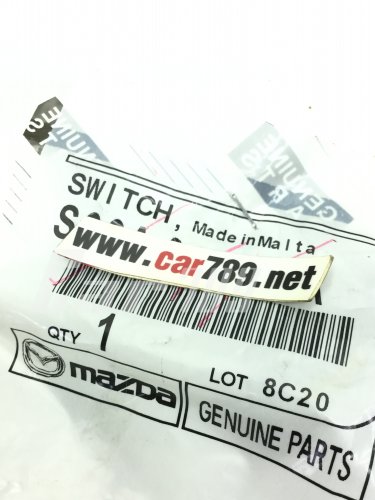 SWITCH,
Made in Malta
www.car789.net
QTY 1
LOT 8C20
mazda
GENUINE PARTS